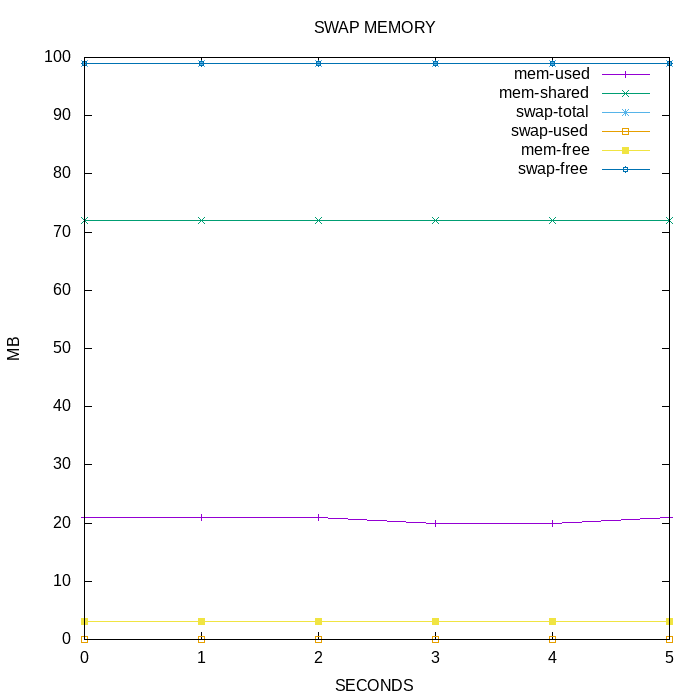 SWAP MEMORY
100
90
80
70
60
50
40
30
20
10
0
MB
mem-used
mem-shared
swap-total
swap-used
mem-free
swap-free
0 1 2 3 4 5
SECONDS